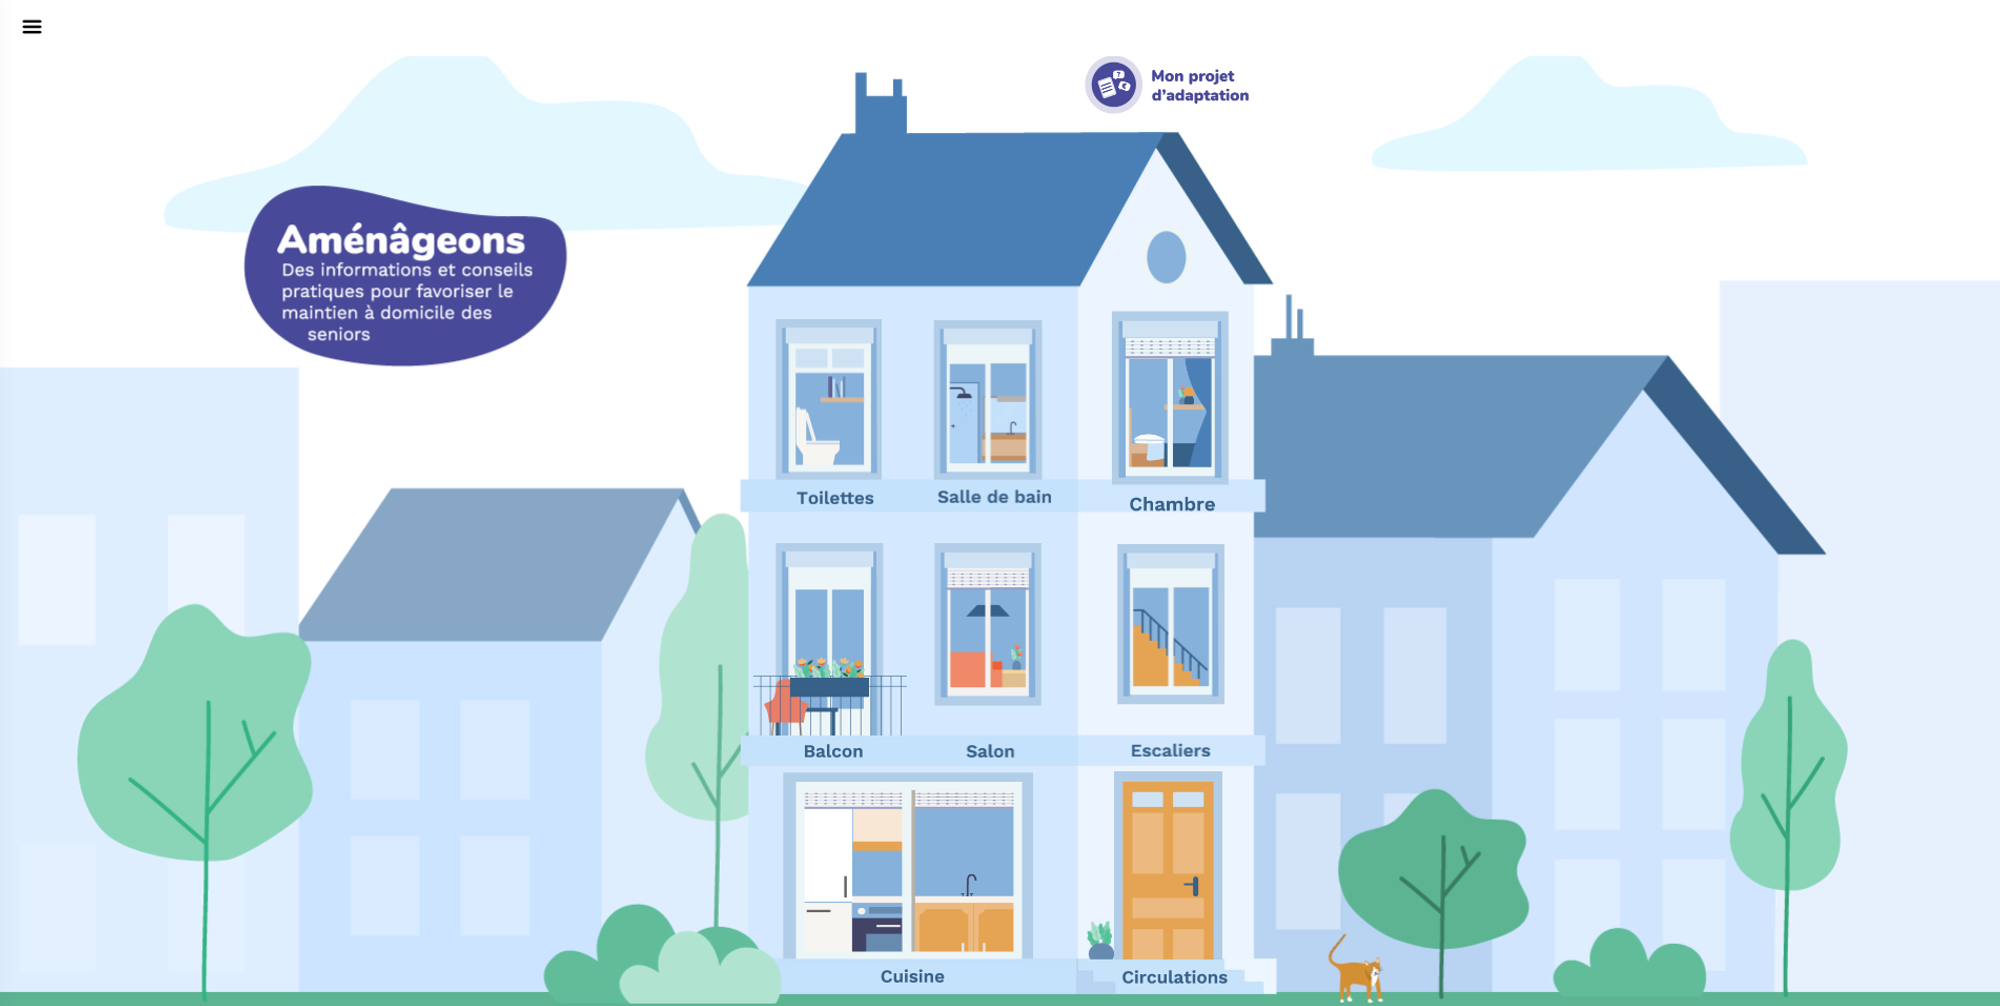 Mon projet
d'adaptation
Aménâgeons
Des informations et conseils
pratiques pour favoriser le
maintien à domicile des
seniors
Toilettes
Salle de bain
Chambre
Balcon
Salon
Escaliers
Cuisine
Circulations